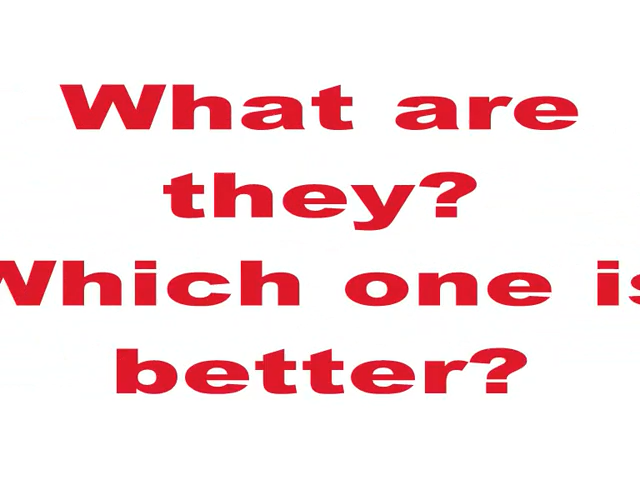 What are
they?
Which one is
better?